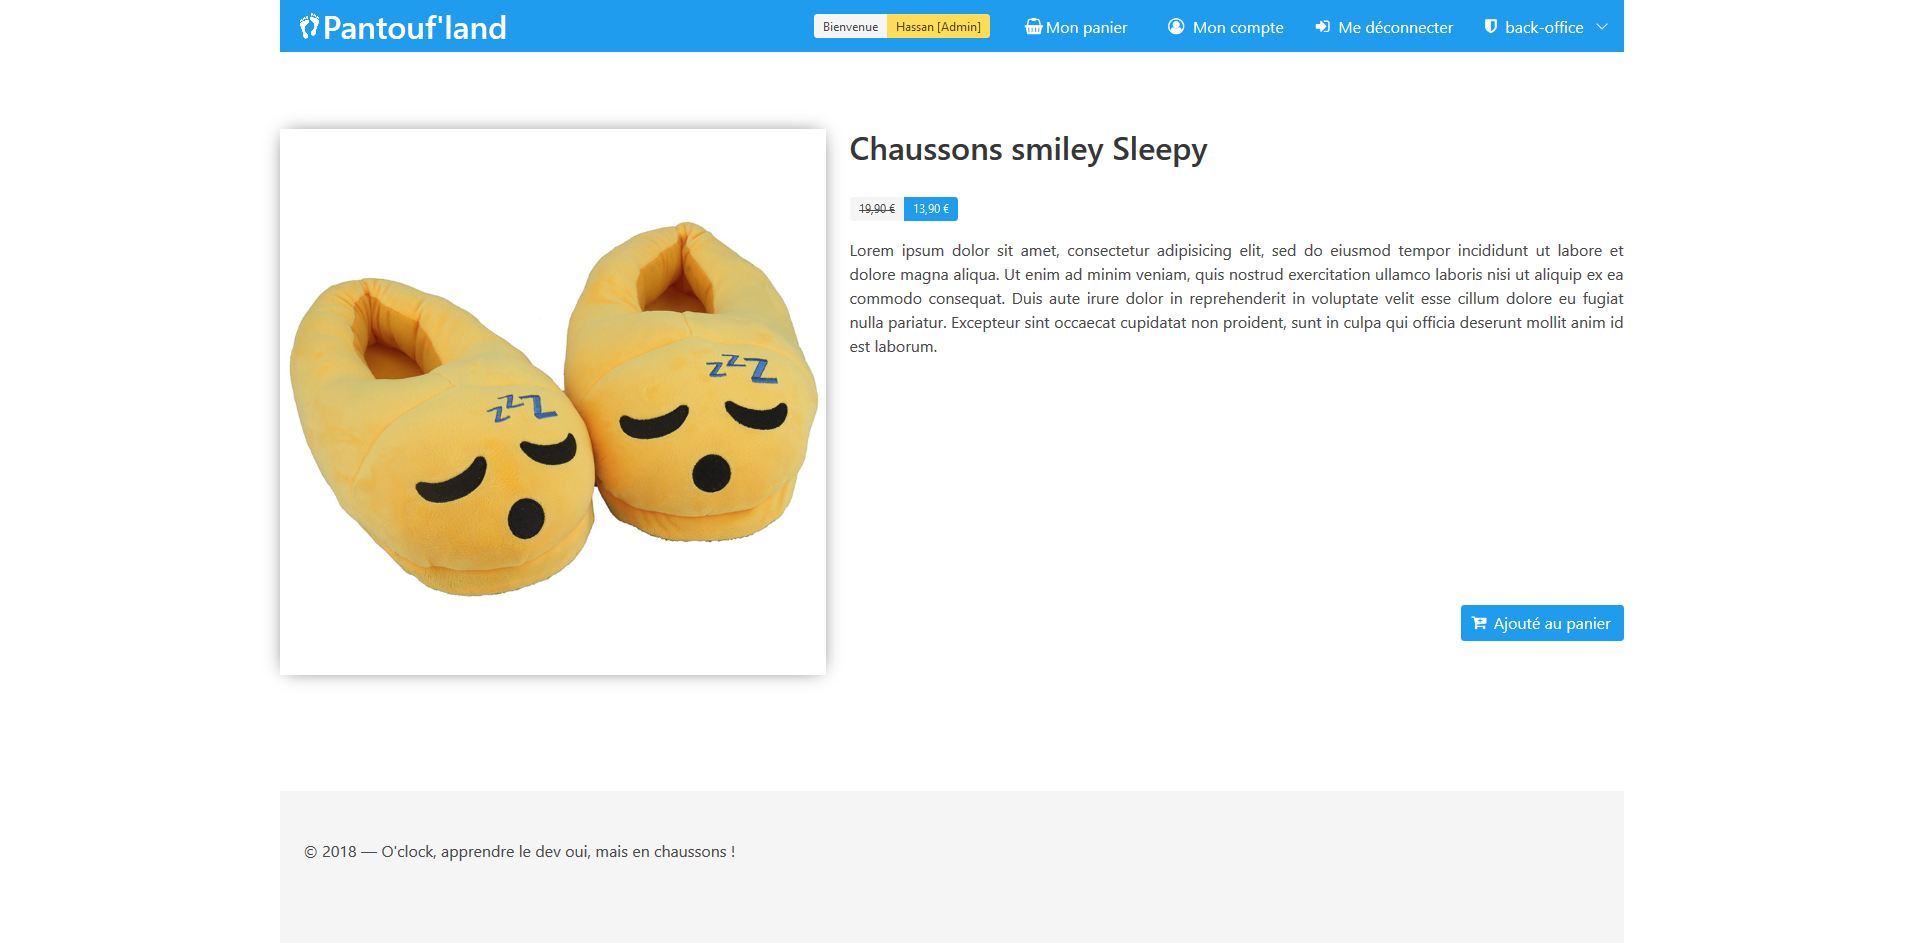 Pantouf'land
Bienvenue Hassan [Admin] Mon panier Mon compte Me déconnecter back-office
Chaussons smiley Sleepy
19,90 € 13,90 €
Lorem ipsum dolor sit amet, consectetur adipisicing elit, sed do eiusmod tempor incididunt ut labore et
dolore magna aliqua. Ut enim ad minim veniam, quis nostrud exercitation ullamco laboris nisi ut aliquip ex ea
commodo consequat. Duis aute irure dolor in reprehenderit in voluptate velit esse cillum dolore eu fugiat
nulla pariatur. Excepteur sint occaecat cupidatat non proident, sunt in culpa qui officia deserunt mollit anim id
est laborum.
zzZ
zzZ
Ajouté au panier
© 2018 — O'clock, apprendre le dev oui, mais en chaussons !